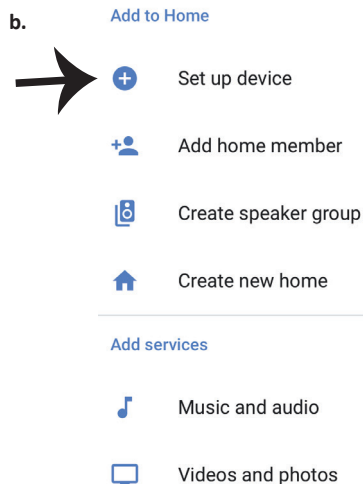 b.
Add to Home
Set up device
Add home member
Create speaker group
Create new home
Add services
Music and audio
Videos and photos